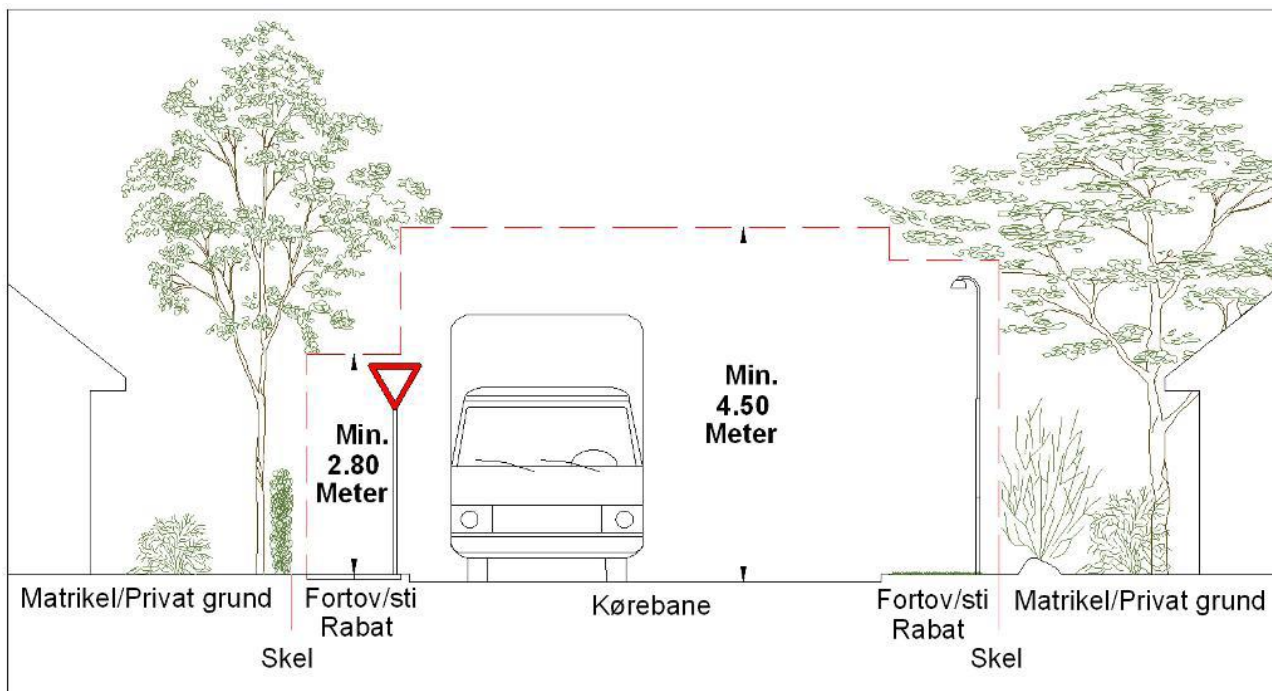 Min.
4.50
Meter
Min.
2.80
Meter
Matrikel/Privat grund
Fortov/sti
Rabat
Kørebane
Fortov/sti
Rabat
Matrikel/Privat grund
Skel
Skel